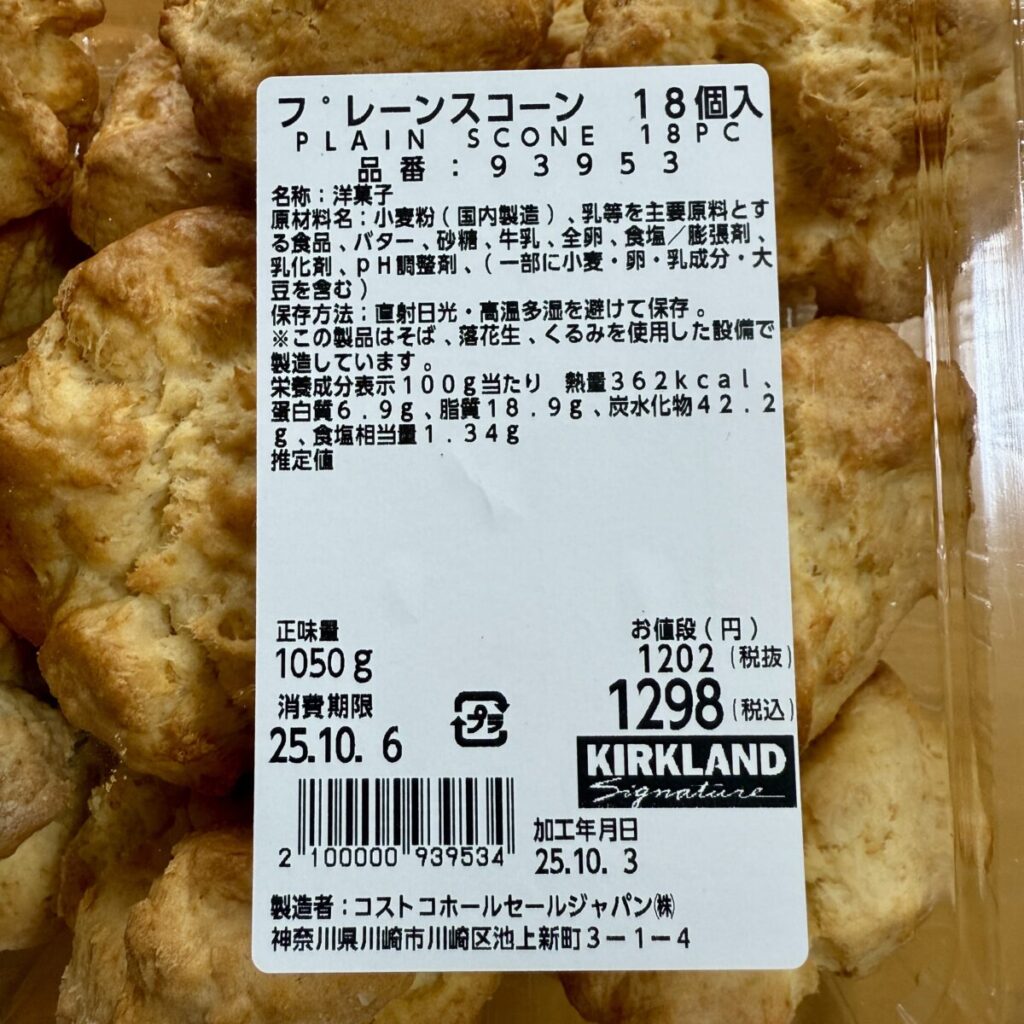 プレーンスコーン 18個入
PLAIN SCONE 18PC
品番:93953
名称:洋菓子
原材料名:小麦粉(国内製造)、乳等を主要原料とす
る食品、バター、砂糖、牛乳、全卵、食塩/膨張剤、
乳化剤、pH調整剤、(一部に小麦・卵・乳成分・大
豆を含む)
保存方法:直射日光・高温多湿を避けて保存。
※この製品はそば、落花生、くるみを使用した設備で
製造しています。
栄養成分表示100g当たり 熱量362kcal、
蛋白質6.9g、脂質18.9g、炭水化物42.2
g、食塩相当量1.34g
推定値
正味量
1050g
お値段(円)
1202(税抜)
1298(税込)
消費期限
25.10.6
プラ
KIRKLAND
Signature
2 100000 939534
加工年月日
25.10.3
製造者:コストコホールセールジャパン㈱
神奈川県川崎市川崎区池上新町3-1-4